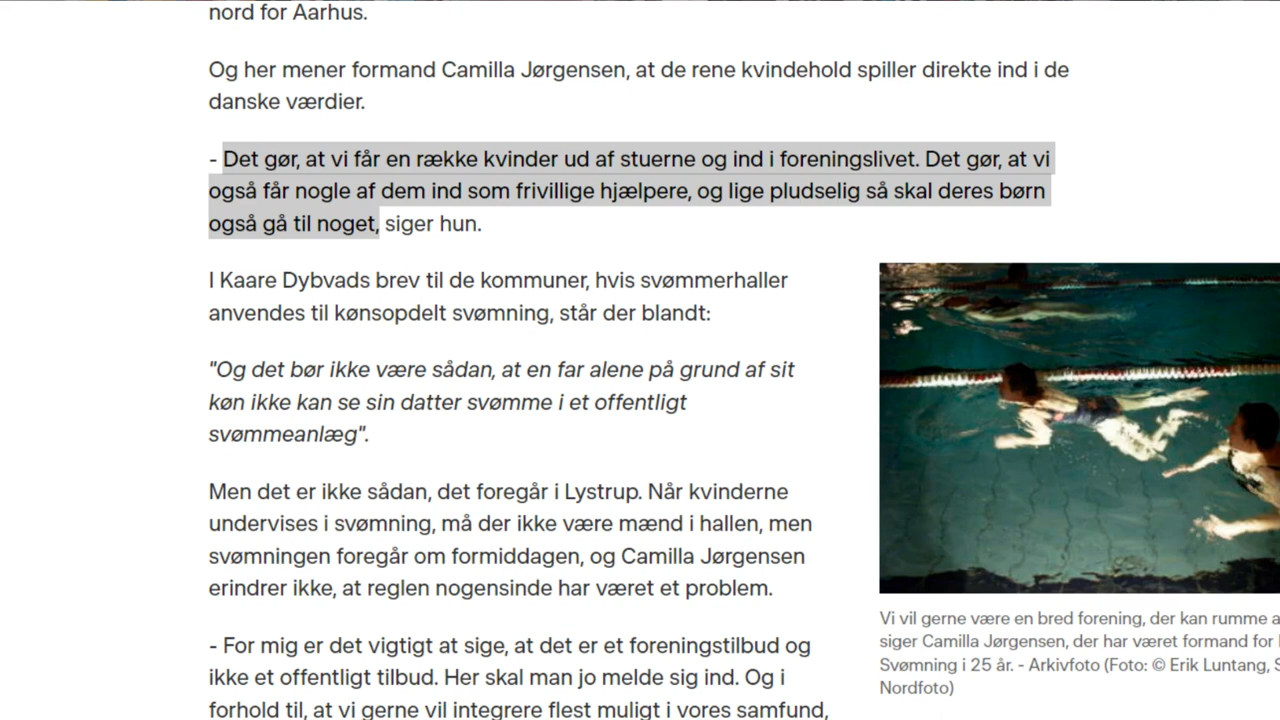 nord for Aarhus.
Og her mener formand Camilla Jørgensen, at de rene kvindehold spiller direkte ind i de
danske værdier.
- Det gør, at vi får en række kvinder ud af stuerne og ind i foreningslivet. Det gør, at vi
også får nogle af dem ind som frivillige hjælpere, og lige pludselig så skal deres børn
også gå til noget, siger hun.
I Kaare Dybvads brev til de kommuner, hvis svømmerhaller
anvendes til kønsopdelt svømning, står der blandt:
"Og det bør ikke være sådan, at en far alene på grund af sit
køn ikke kan se sin datter svømme i et offentligt
svømmeanlæg".
Men det er ikke sådan, det foregår i Lystrup. Når kvinderne
undervises i svømning, må der ikke være mænd i hallen, men
svømningen foregår om formiddagen, og Camilla Jørgensen
erindrer ikke, at reglen nogensinde har været et problem.
- For mig er det vigtigt at sige, at det er et foreningstilbud og
ikke et offentligt tilbud. Her skal man jo melde sig ind. Og i
forhold til, at vi gerne vil integrere flest muligt i vores samfund,
Vi vil gerne være en bred forening, der kan rumme
siger Camilla Jørgensen, der har været formand for
Svømning i 25 år. - Arkivfoto (Foto: © Erik Luntang,
Nordfoto)